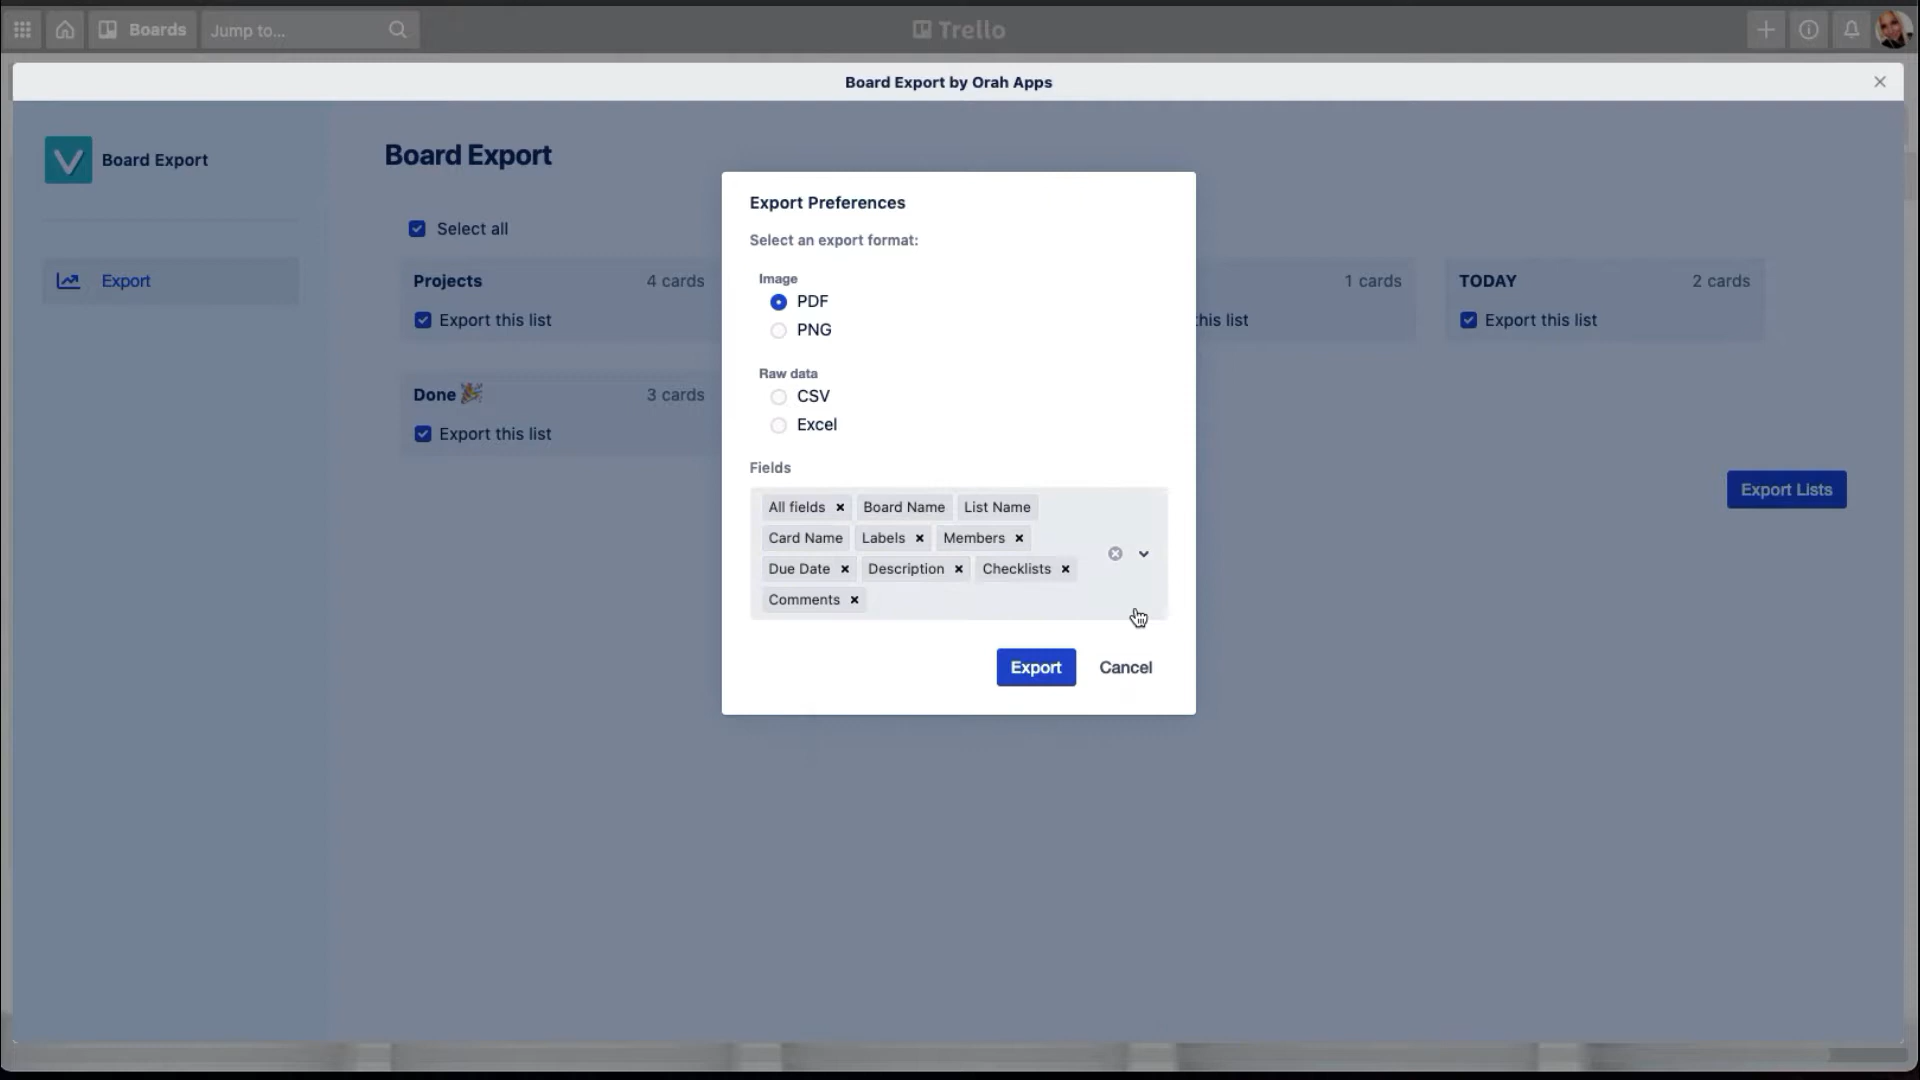 Boards
Jump to...
Trello
Board Export by Orah Apps
Board Export
Export
Board Export
Select all
Projects 4 cards
Export this list
1 cards
this list
TODAY 2 cards
Export this list
Done 🎉 3 cards
Export this list
Export Lists
Export Preferences
Select an export format:
Image
PDF
PNG
Raw data
CSV
Excel
Fields
All fields Board Name List Name
Card Name Labels Members
Due Date Description Checklists
Comments
Export Cancel